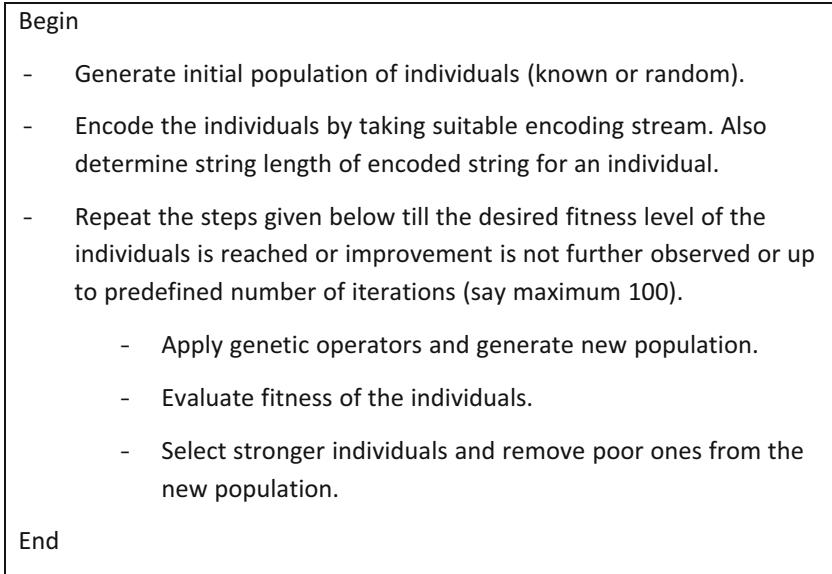 Begin
- Generate initial population of individuals (known or random).
- Encode the individuals by taking suitable encoding stream. Also
determine string length of encoded string for an individual.
- Repeat the steps given below till the desired fitness level of the
individuals is reached or improvement is not further observed or up
to predefined number of iterations (say maximum 100).
- Apply genetic operators and generate new population.
- Evaluate fitness of the individuals.
- Select stronger individuals and remove poor ones from the
new population.
End